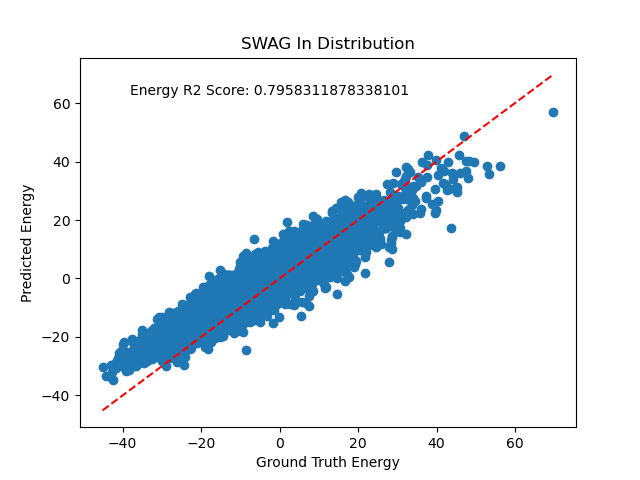 SWAG In Distribution
Energy R2 Score: 0.7958311878338101
Predicted Energy
60
40
20
0
−20
−40
−40 −20 0 20 40 60
Ground Truth Energy